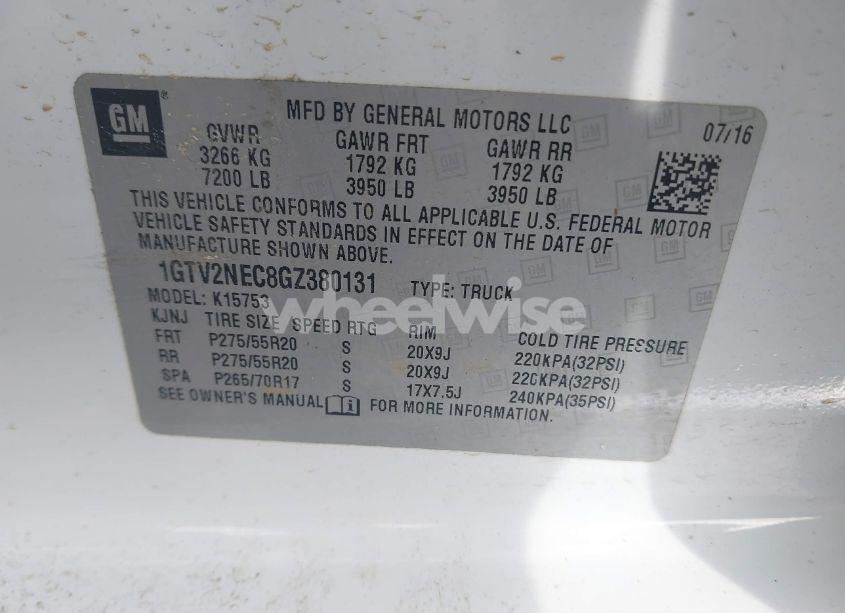 GM
MFD BY GENERAL MOTORS LLC
07/16
GVWR GAWR FRT GAWR RR
3266 KG 1792 KG 1792 KG
7200 LB 3950 LB 3950 LB
THIS VEHICLE CONFORMS TO ALL APPLICABLE U.S. FEDERAL MOTOR
VEHICLE SAFETY STANDARDS IN EFFECT ON THE DATE OF
MANUFACTURE SHOWN ABOVE.
1GTV2NEC8GZ380131 TYPE: TRUCK
MODEL: K15753
wheelwise
KJNJ TIRE SIZE SPEED RTG RIM COLD TIRE PRESSURE
FRT P275/55R20 S 20X9J 220KPA(32PSI)
RR P275/55R20 S 20X9J 220KPA(32PSI)
SPA P265/70R17 S 17X7.5J 240KPA(35PSI)
SEE OWNER'S MANUAL i FOR MORE INFORMATION.